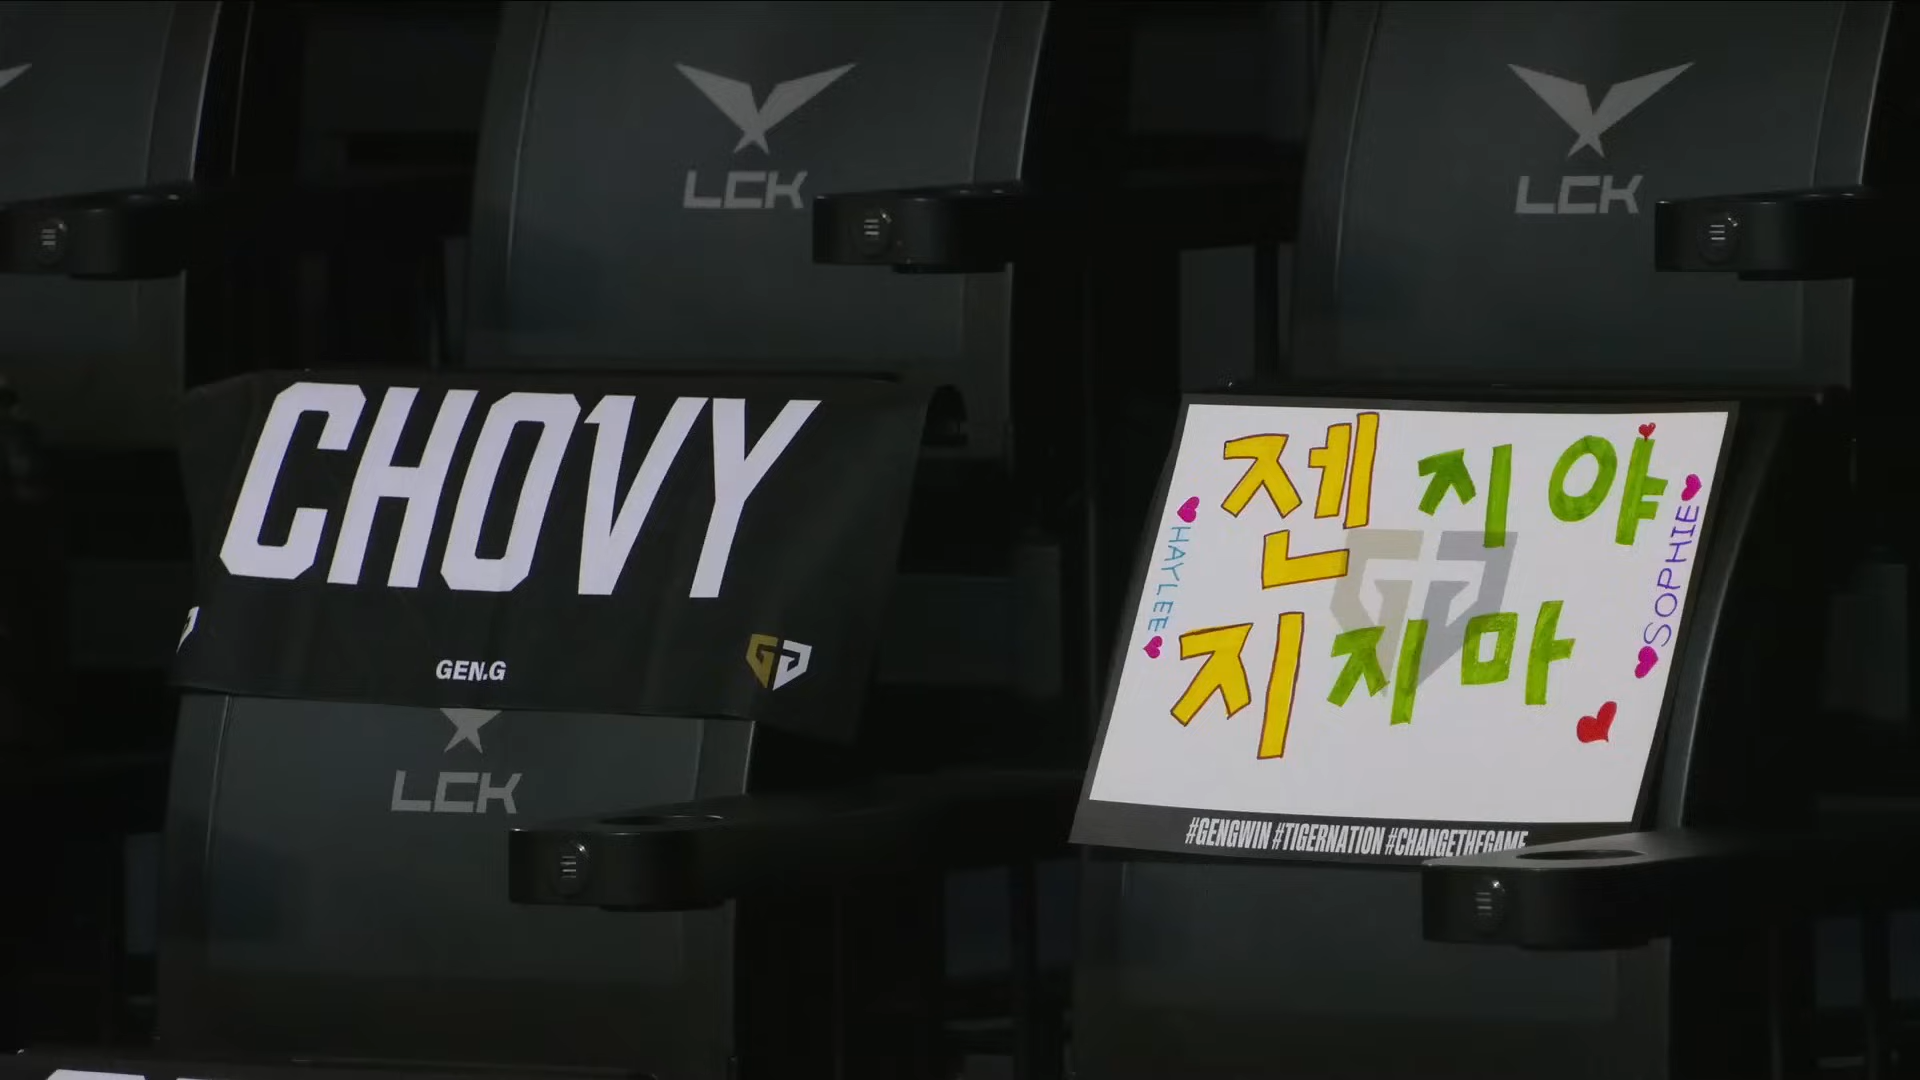 LCK
LCK
CHOVY
GEN.G
LCK
젠지야
지지마
HAYLEE
SOPHIE
#GENGWIN #TIGERNATION #CHANGETHEGAME